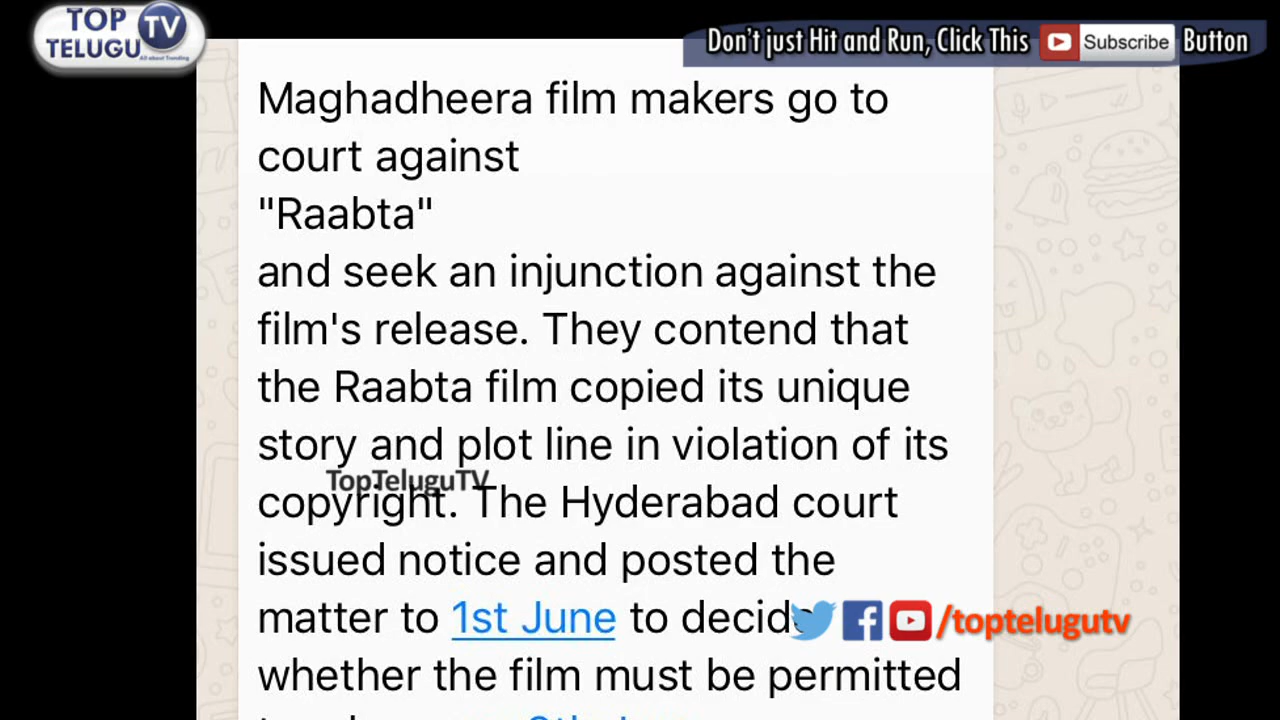 TOP
TV
TELUGU
All about Trending
Don't just Hit and Run, Click This Subscribe Button
Maghadheera film makers go to
court against
"Raabta"
and seek an injunction against the
film's release. They contend that
the Raabta film copied its unique
story and plot line in violation of its
TopTeluguTV
copyright. The Hyderabad court
issued notice and posted the
matter to 1st June to decide
/toptelugutv
whether the film must be permitted